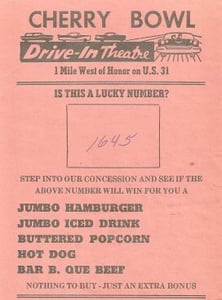 CHERRY BOWL
Drive-In Theatre
1 Mile West of Honor on U.S. 31
IS THIS A LUCKY NUMBER?
1645
STEP INTO OUR CONCESSION AND SEE IF THE
ABOVE NUMBER WILL WIN FOR YOU A
JUMBO HAMBURGER
JUMBO ICED DRINK
BUTTERED POPCORN
HOT DOG
BAR B. QUE BEEF
NOTHING TO BUY - JUST AN EXTRA BONUS